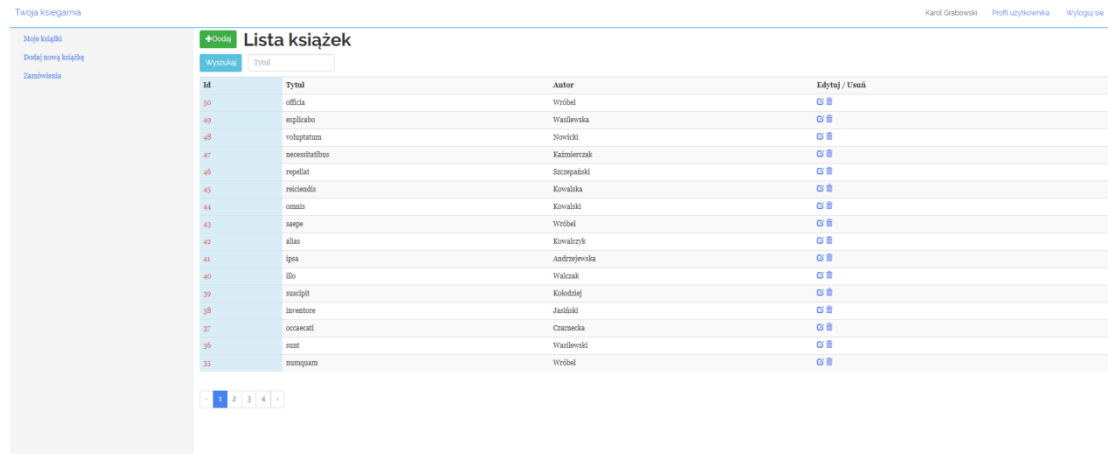 Twoja księgarnia
Karol Grabowski Profil użytkownika Wyloguj się
Moje książki
Dodaj nową książkę
Zamówienia
+Dodaj Lista książek
Wyszukaj Tytuł
Id Tytuł Autor Edytuj / Usuń
50 officia Wróbel
49 explicabo Wasilewska
48 voluptatum Nowicki
47 necessitatibus Kaźmierczak
46 repellat Szczepański
45 reiciendis Kowalska
44 omnis Kowalski
43 saepe Wróbel
42 alias Kowalczyk
41 ipsa Andrzejewska
40 illo Walczak
39 suscipit Kołodziej
38 inventore Jasiński
37 occaecati Czarnecka
36 sunt Wasilewski
35 numquam Wróbel
‹ 1 2 3 4 ›